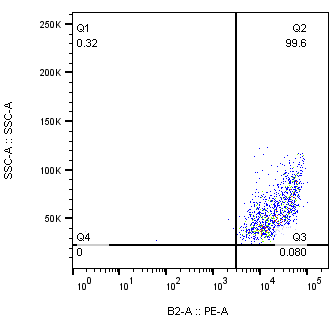 Q1
0.32
Q2
99.6
250K
200K
150K
100K
50K
SSC-A :: SSC-A
Q4
0
Q3
0.080
10^0
10^1
10^2
10^3
10^4
10^5
B2-A :: PE-A